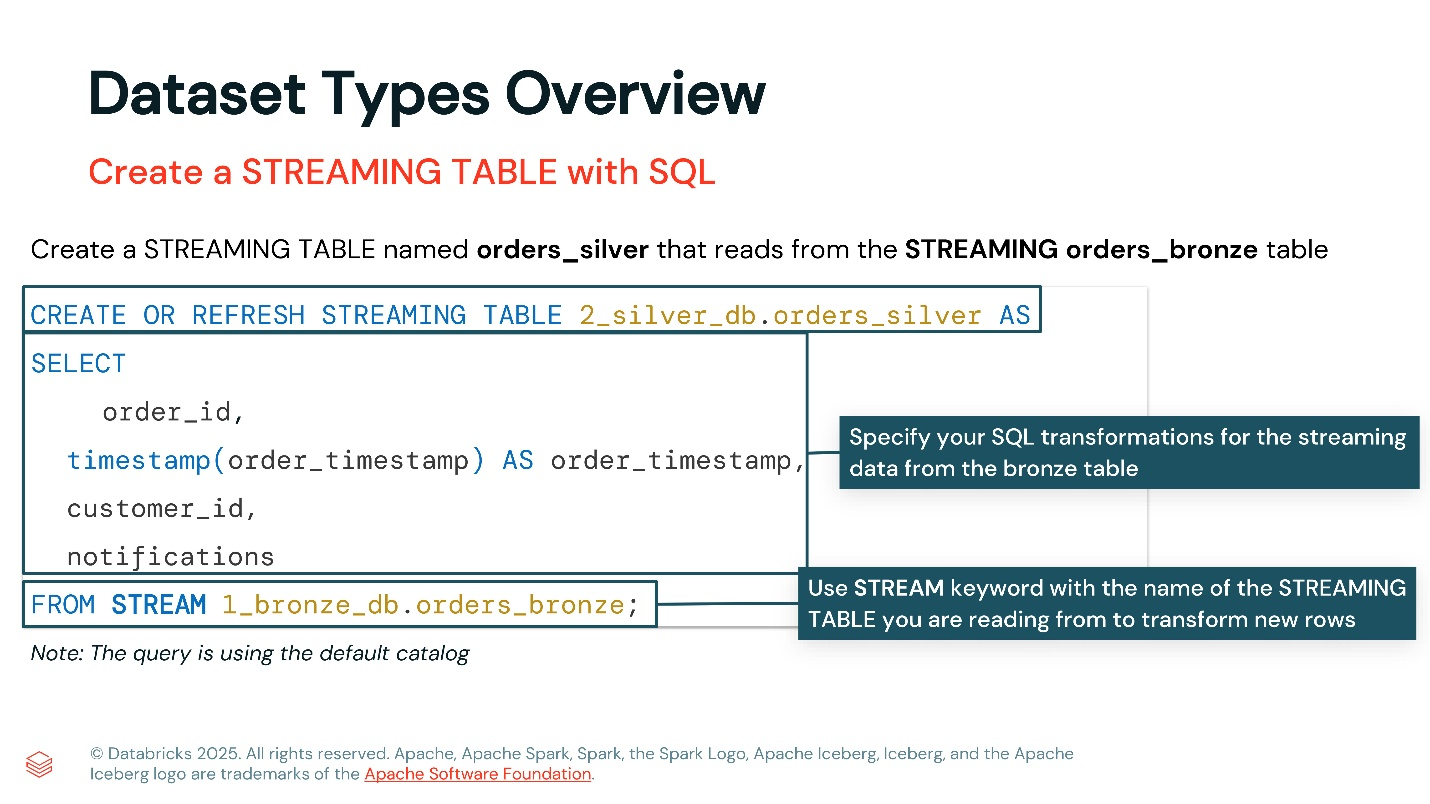 Dataset Types Overview
Create a STREAMING TABLE with SQL
Create a STREAMING TABLE named orders_silver that reads from the STREAMING orders_bronze table
CREATE OR REFRESH STREAMING TABLE 2_silver_db.orders_silver AS
SELECT
order_id,
timestamp(order_timestamp) AS order_timestamp,
customer_id,
notifications
FROM STREAM 1_bronze_db.orders_bronze;
Specify your SQL transformations for the streaming
data from the bronze table
Use STREAM keyword with the name of the STREAMING
TABLE you are reading from to transform new rows
Note: The query is using the default catalog
© Databricks 2025. All rights reserved. Apache, Apache Spark, Spark, the Spark Logo, Apache Iceberg, Iceberg, and the Apache
Iceberg logo are trademarks of the Apache Software Foundation.